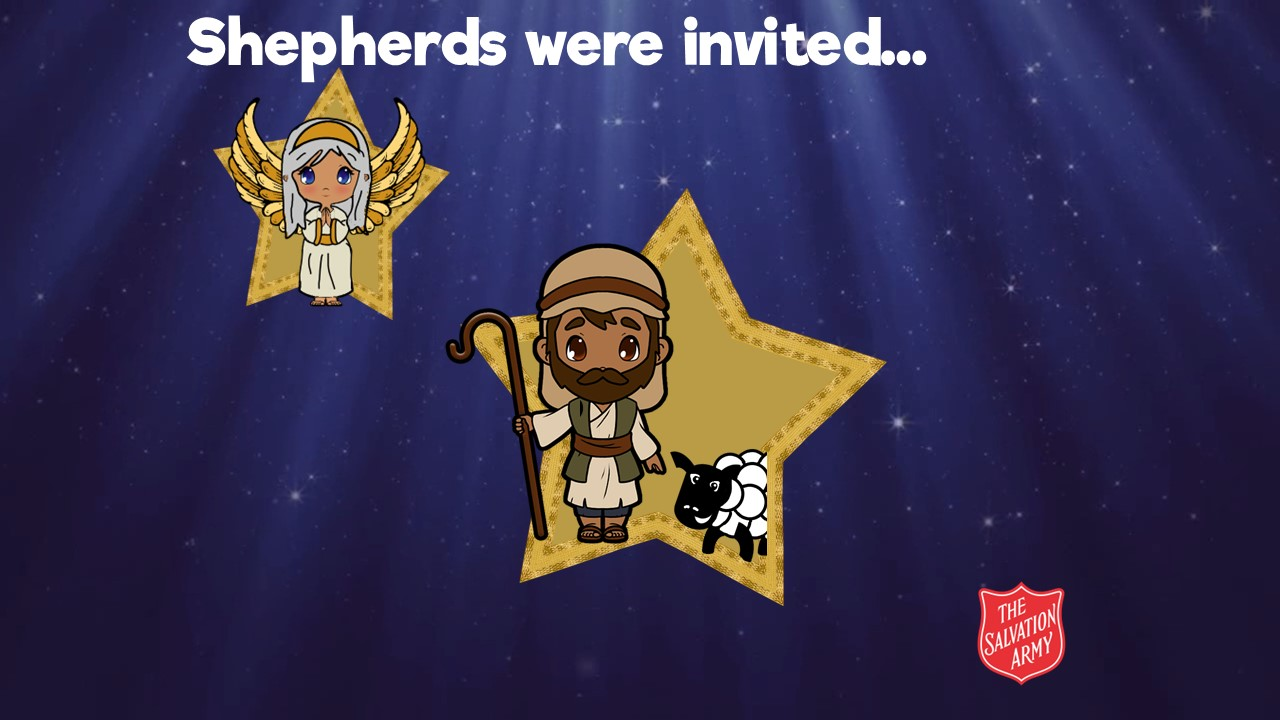 Shepherds were invited...
THE
SALVATION
ARMY